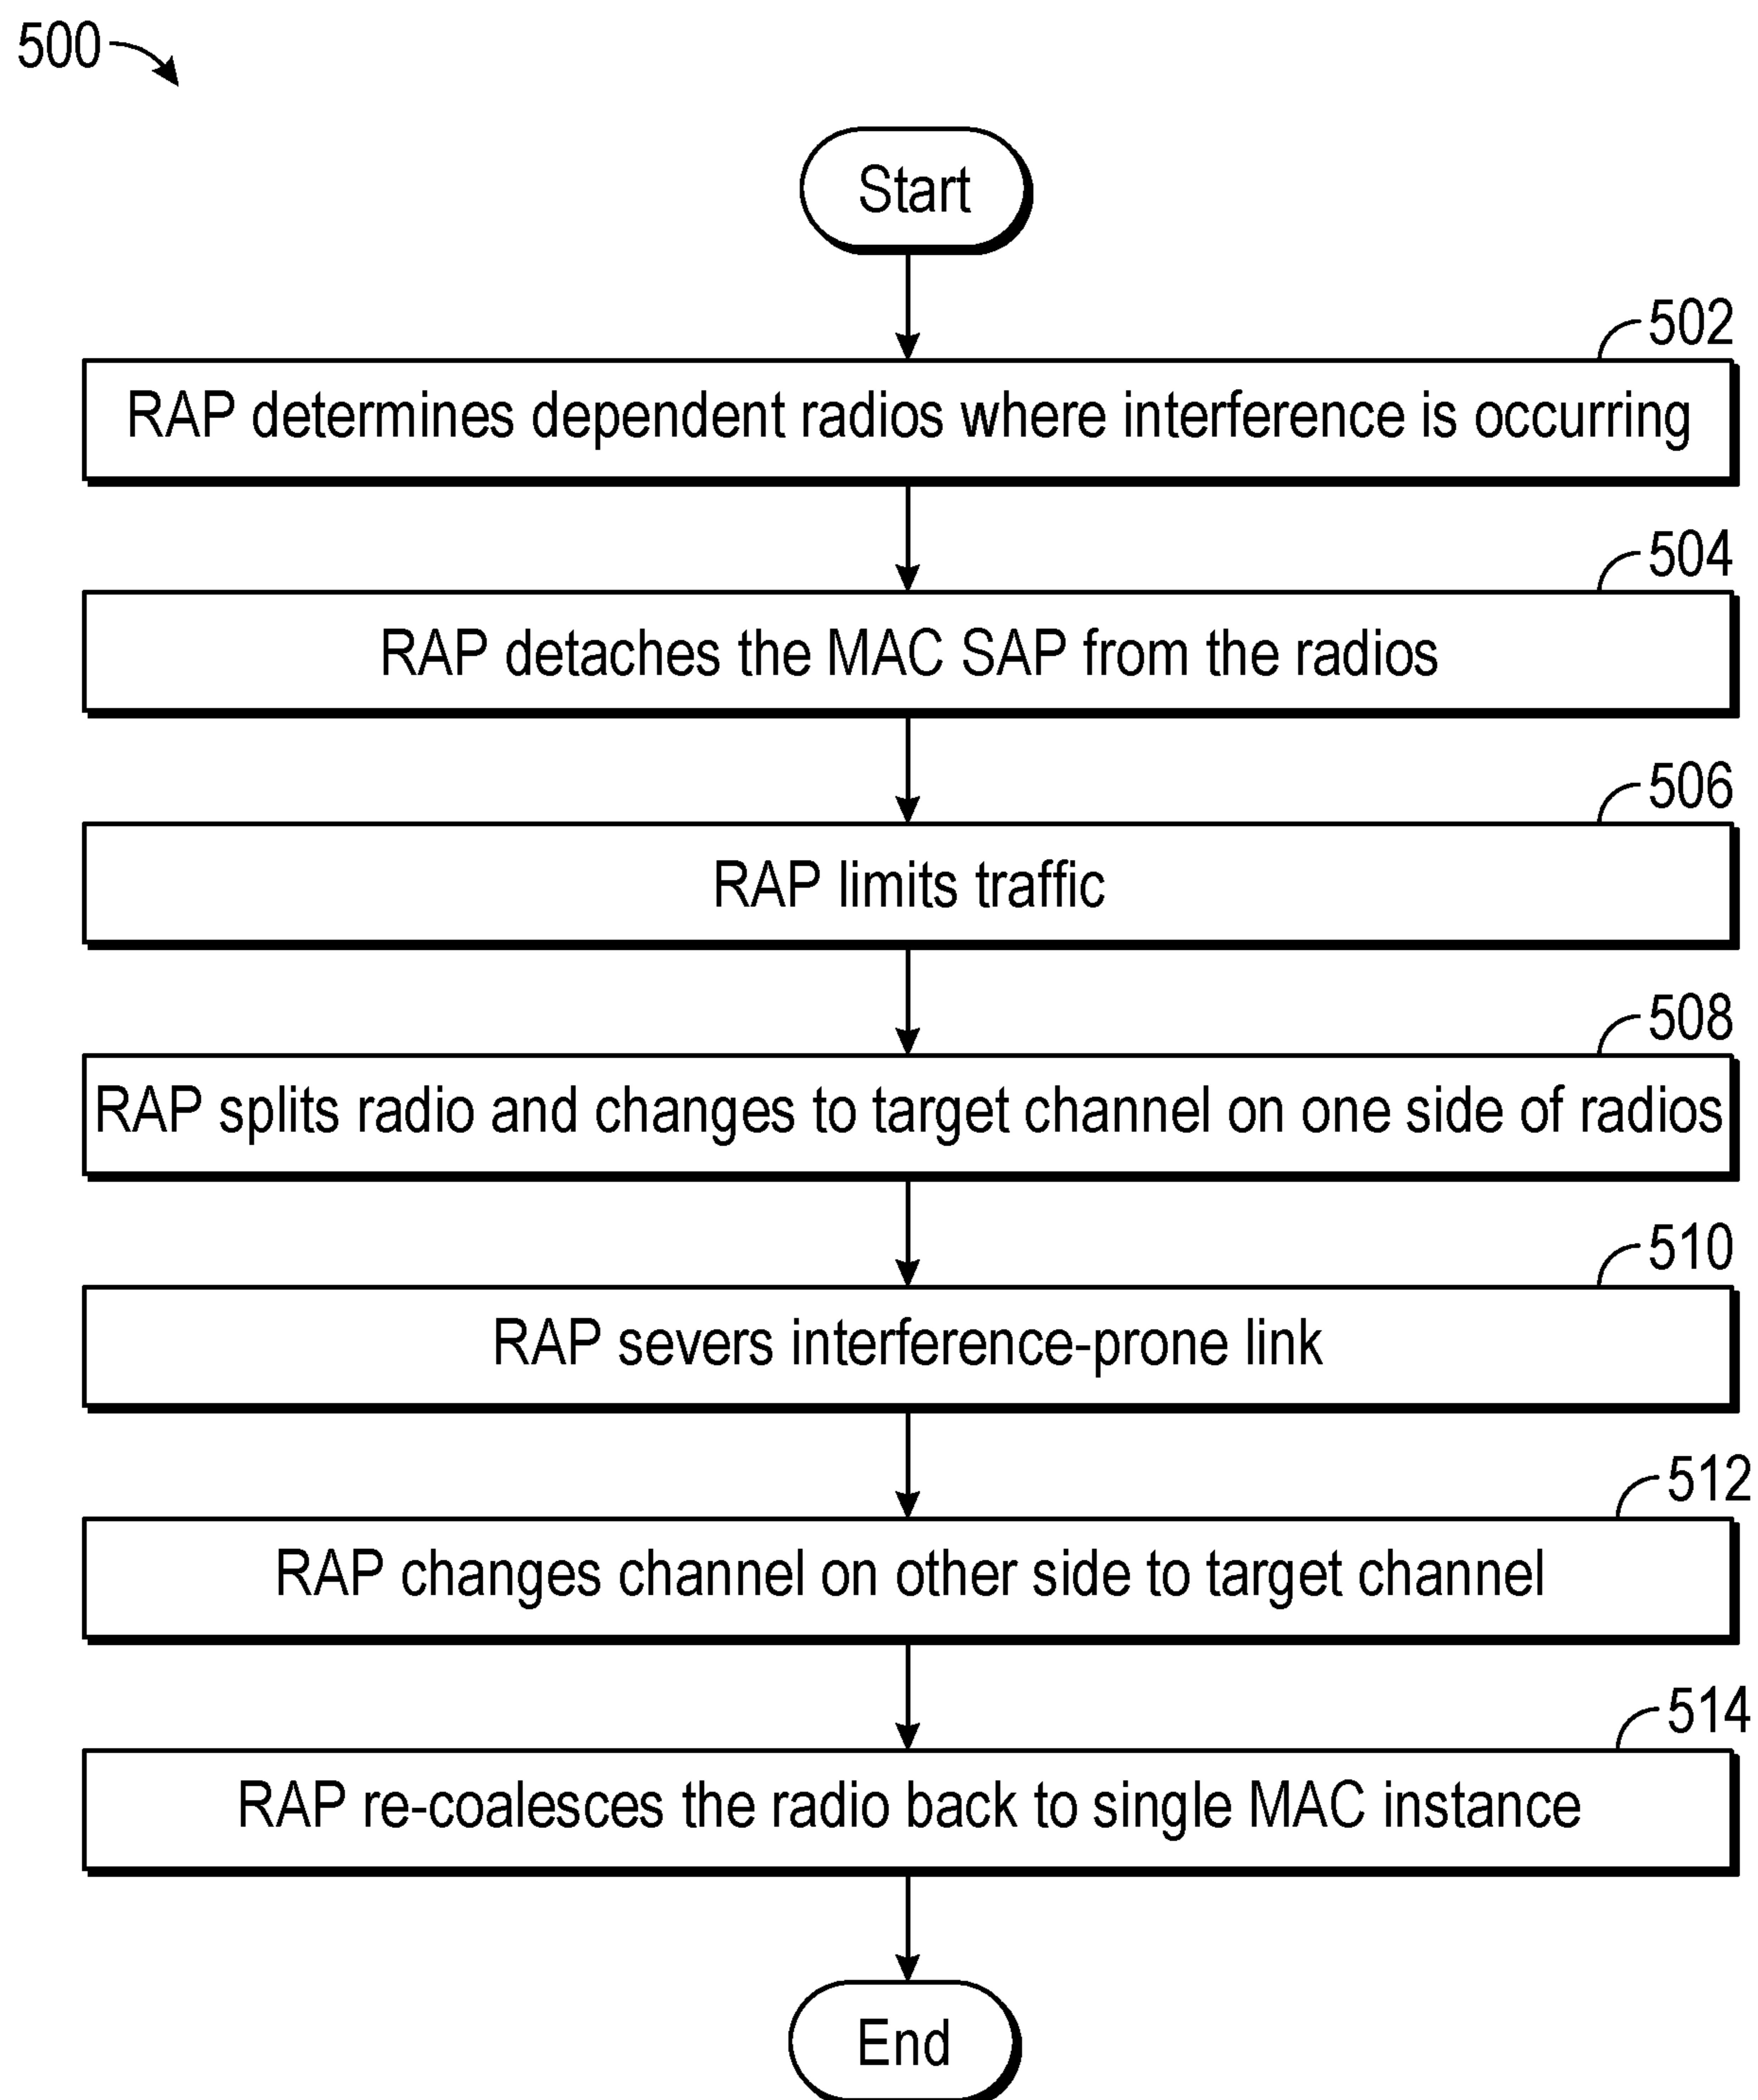 500
Start
502
RAP determines dependent radios where interference is occurring
504
RAP detaches the MAC SAP from the radios
506
RAP limits traffic
508
RAP splits radio and changes to target channel on one side of radios
510
RAP severs interference-prone link
512
RAP changes channel on other side to target channel
514
RAP re-coalesces the radio back to single MAC instance
End